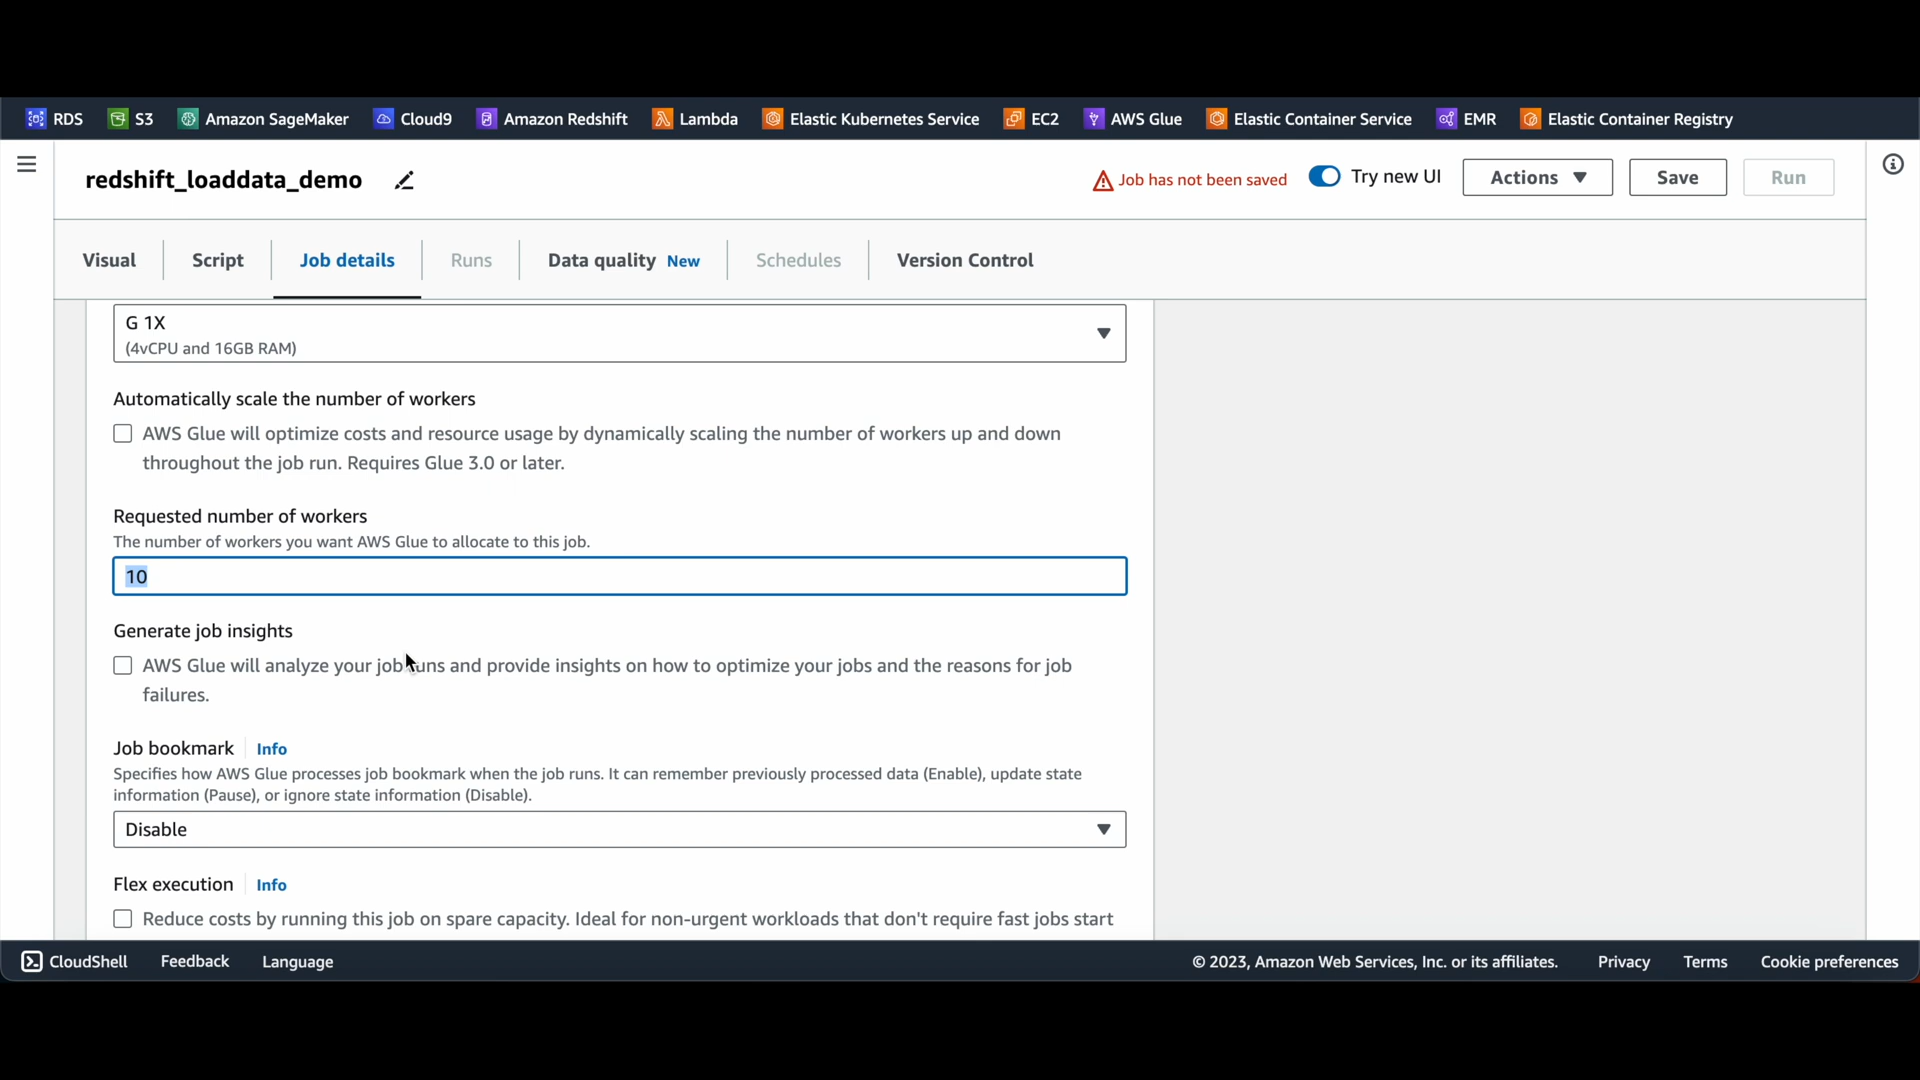 RDS S3 Amazon SageMaker Cloud9 Amazon Redshift Lambda Elastic Kubernetes Service EC2 AWS Glue Elastic Container Service EMR Elastic Container Registry
redshift_loaddata_demo
Job has not been saved
Try new UI
Actions
Save
Run
Visual
Script
Job details
Runs
Data quality New
Schedules
Version Control
G 1X
(4vCPU and 16GB RAM)
Automatically scale the number of workers
AWS Glue will optimize costs and resource usage by dynamically scaling the number of workers up and down
throughout the job run. Requires Glue 3.0 or later.
Requested number of workers
The number of workers you want AWS Glue to allocate to this job.
10
Generate job insights
AWS Glue will analyze your job runs and provide insights on how to optimize your jobs and the reasons for job
failures.
Job bookmark Info
Specifies how AWS Glue processes job bookmark when the job runs. It can remember previously processed data (Enable), update state
information (Pause), or ignore state information (Disable).
Disable
Flex execution Info
Reduce costs by running this job on spare capacity. Ideal for non-urgent workloads that don't require fast jobs start
CloudShell Feedback Language © 2023, Amazon Web Services, Inc. or its affiliates. Privacy Terms Cookie preferences